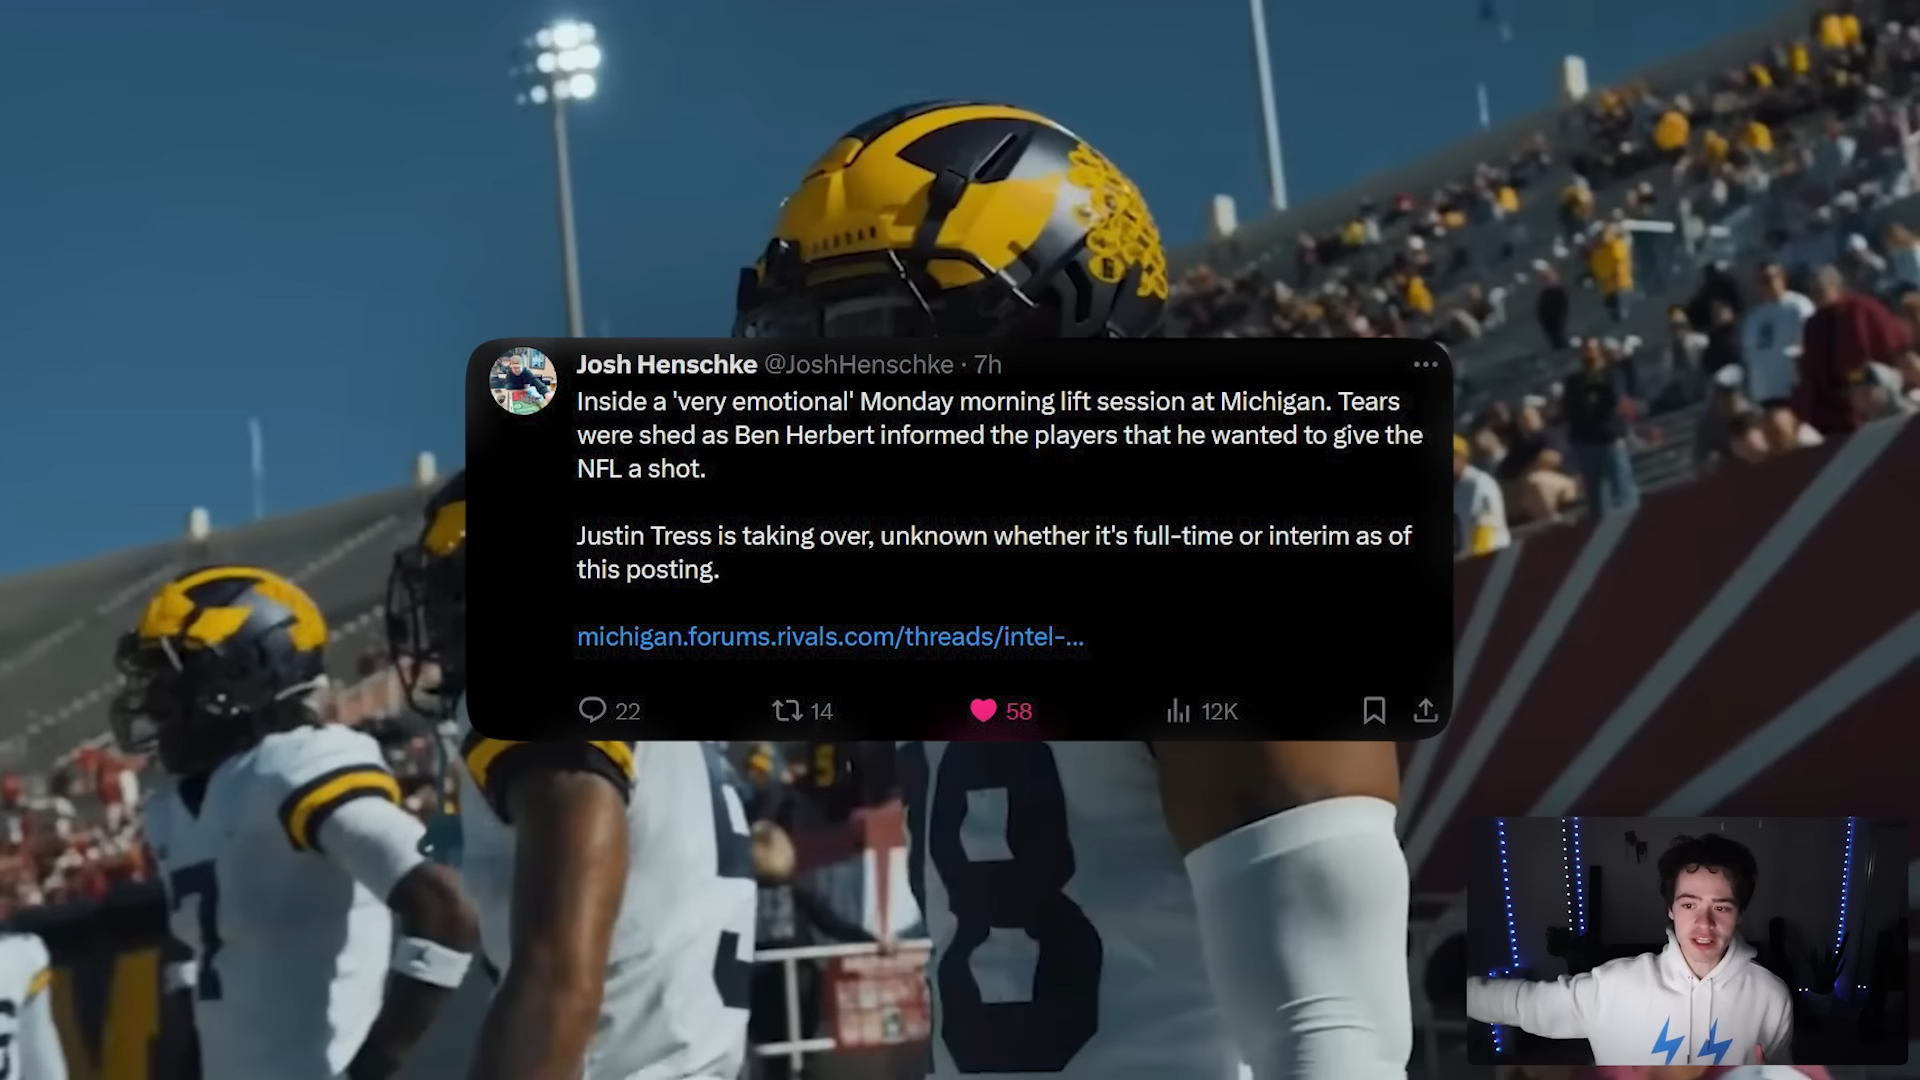 Josh Henschke @JoshHenschke · 7h
Inside a 'very emotional' Monday morning lift session at Michigan. Tears
were shed as Ben Herbert informed the players that he wanted to give the
NFL a shot.
Justin Tress is taking over, unknown whether it's full-time or interim as of
this posting.
michigan.forums.rivals.com/threads/intel-...
22 14 58 12K
8
7